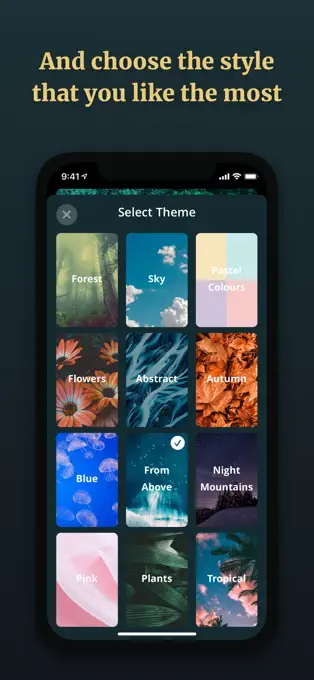 And choose the style
that you like the most
9:41
Select Theme
Forest
Sky
Pastel
Colours
Flowers
Abstract
Autumn
Blue
From
Above
Night
Mountains
Pink
Plants
Tropical